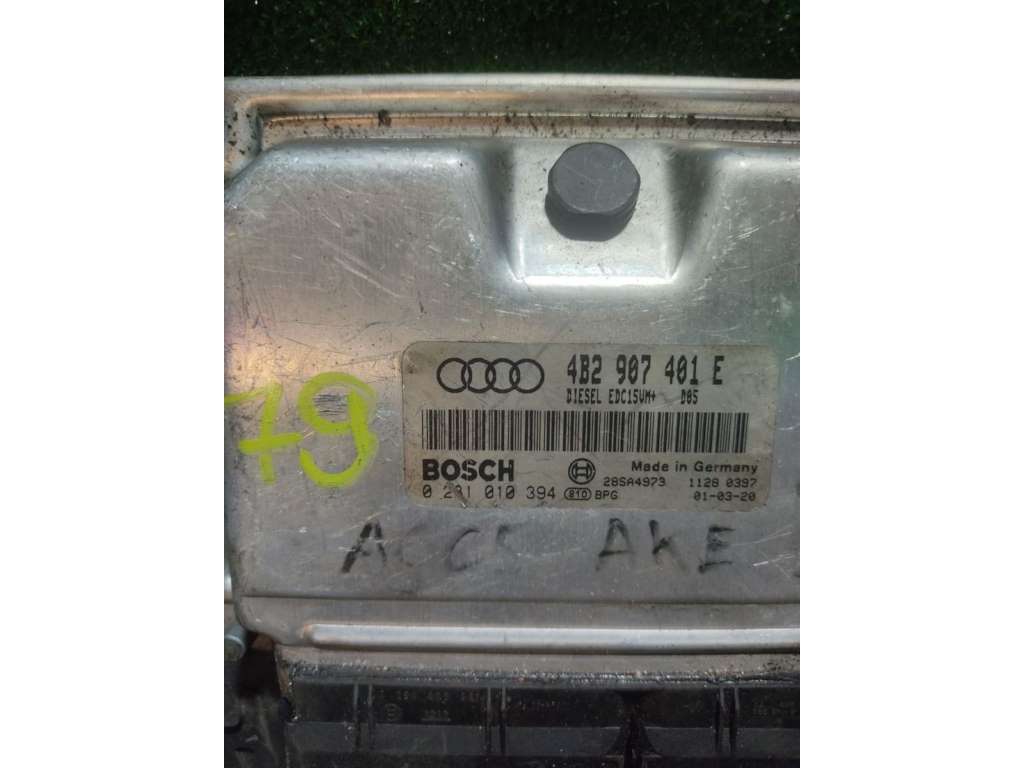 4B2 907 401 E
DIESEL EDC15VM+ D05
BOSCH
Made in Germany
0 281 010 394
810
BPG
28SA4973
1128 0397
01-03-20
79
AKE